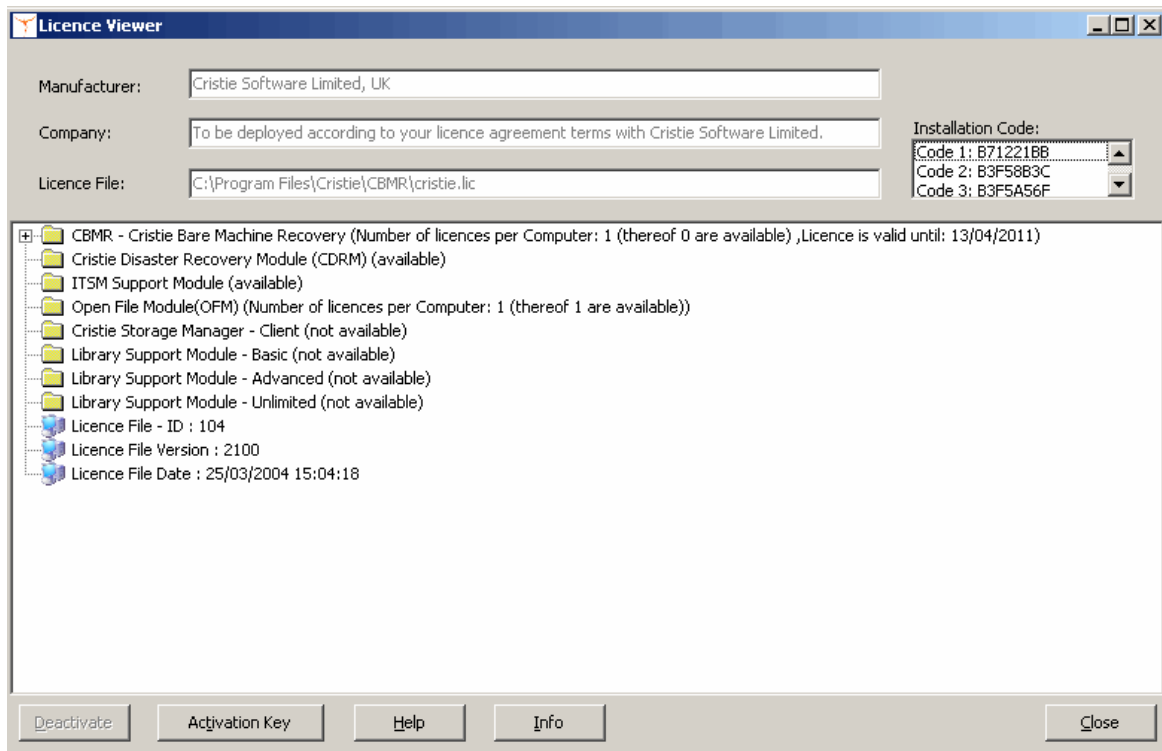 Licence Viewer
Manufacturer:
Cristie Software Limited, UK
Company:
To be deployed according to your licence agreement terms with Cristie Software Limited.
Licence File:
C:\Program Files\Cristie\CBMR\cristie.lic
Installation Code:
Code 1: B71221BB
Code 2: B3F58B3C
Code 3: B3F5A56F
CBMR - Cristie Bare Machine Recovery (Number of licences per Computer: 1 (thereof 0 are available) ,Licence is valid until: 13/04/2011)
Cristie Disaster Recovery Module (CDRM) (available)
ITSM Support Module (available)
Open File Module(OFM) (Number of licences per Computer: 1 (thereof 1 are available))
Cristie Storage Manager - Client (not available)
Library Support Module - Basic (not available)
Library Support Module - Advanced (not available)
Library Support Module - Unlimited (not available)
Licence File - ID : 104
Licence File Version : 2100
Licence File Date : 25/03/2004 15:04:18
Deactivate
Activation Key
Help
Info
Close